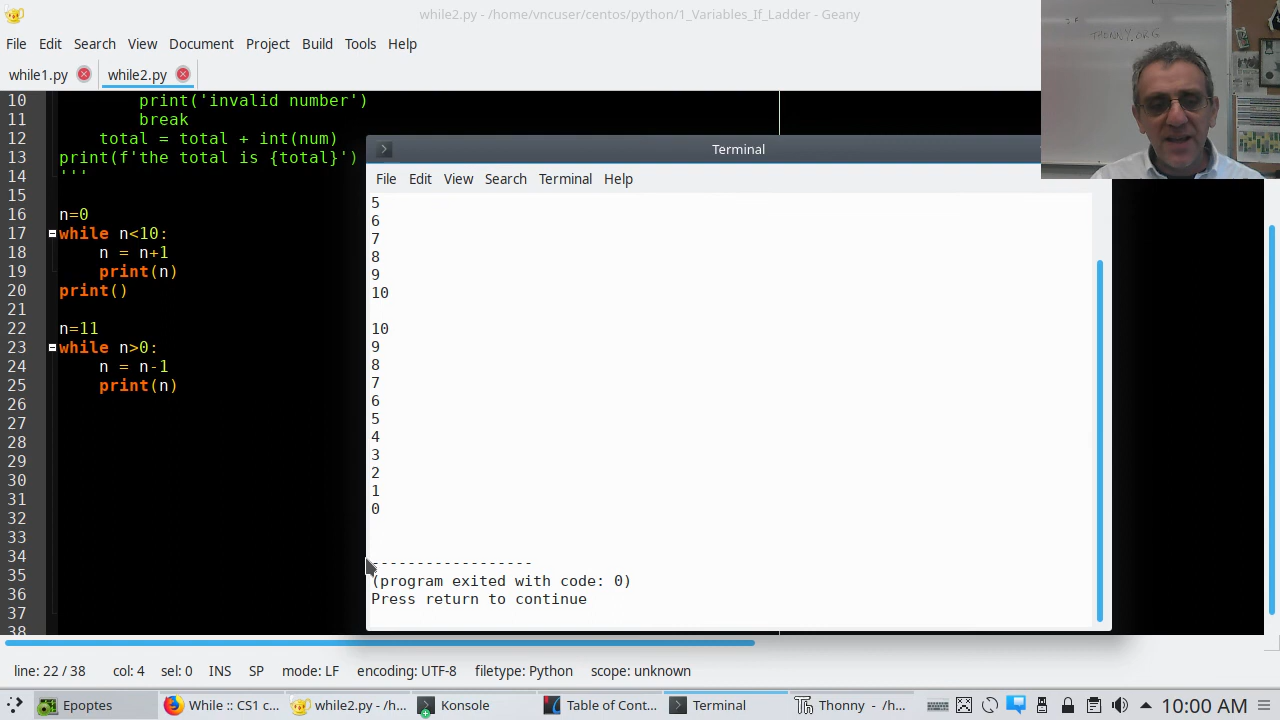 while2.py - /home/vncuser/centos/python/1_Variables_If_Ladder - Geany
File Edit Search View Document Project Build Tools Help
while1.py while2.py
THONNY.ORG
10 print('invalid number')
11 break
12 total = total + int(num)
13 print(f'the total is {total}')
14 '''
15
16 n=0
17 while n<10:
18 n = n+1
19 print(n)
20 print()
21
22 n=11
23 while n>0:
24 n = n-1
25 print(n)
26
27
28
29
30
31
32
33
34
35
36
37
38
Terminal
File Edit View Search Terminal Help
5
6
7
8
9
10
10
9
8
7
6
5
4
3
2
1
0
------------------
(program exited with code: 0)
Press return to continue
line: 22 / 38 col: 4 sel: 0 INS SP mode: LF encoding: UTF-8 filetype: Python scope: unknown
Epoptes While :: CS1 c... while2.py - /h... Konsole Table of Cont... Terminal Thonny - /h... 10:00 AM